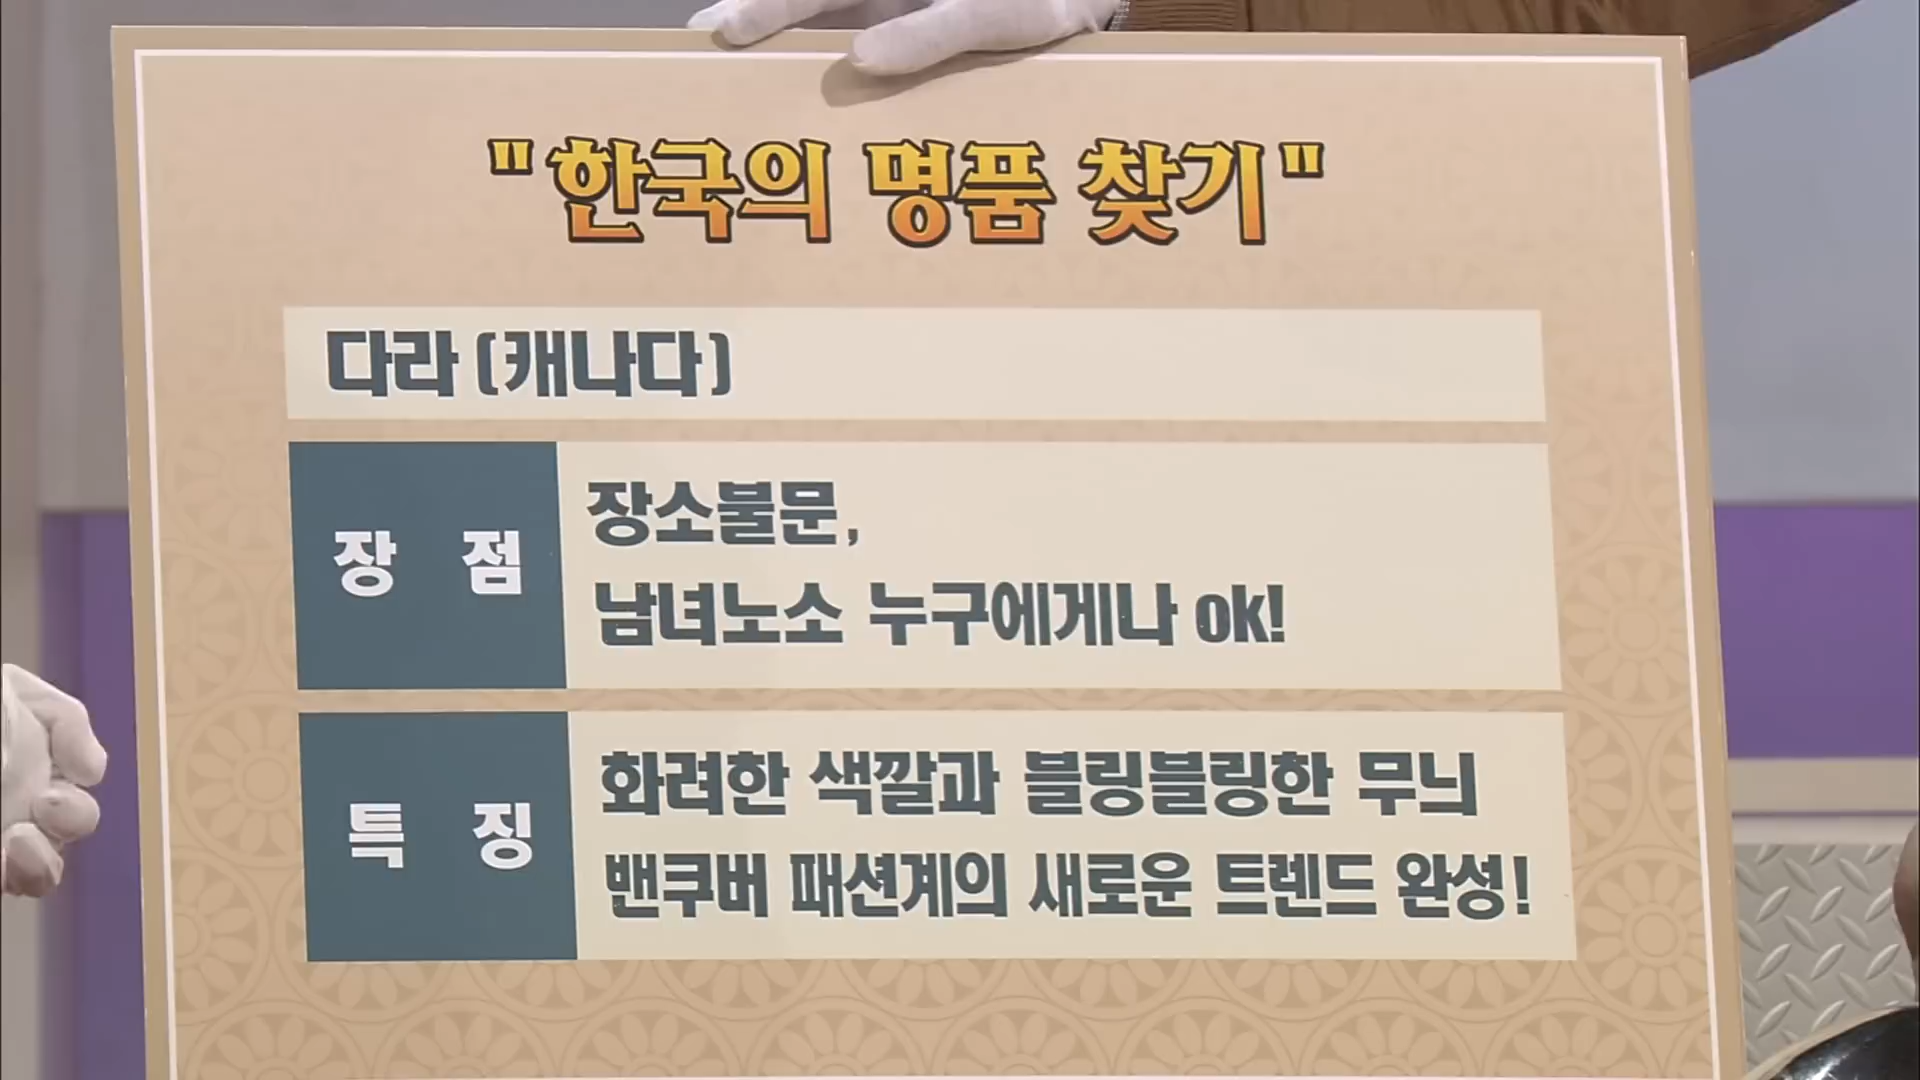 "한국의 명품 찾기"
다라 (캐나다)
장 점
장소불문,
남녀노소 누구에게나 ok!
특 징
화려한 색깔과 블링블링한 무늬
밴쿠버 패션계의 새로운 트렌드 완성!